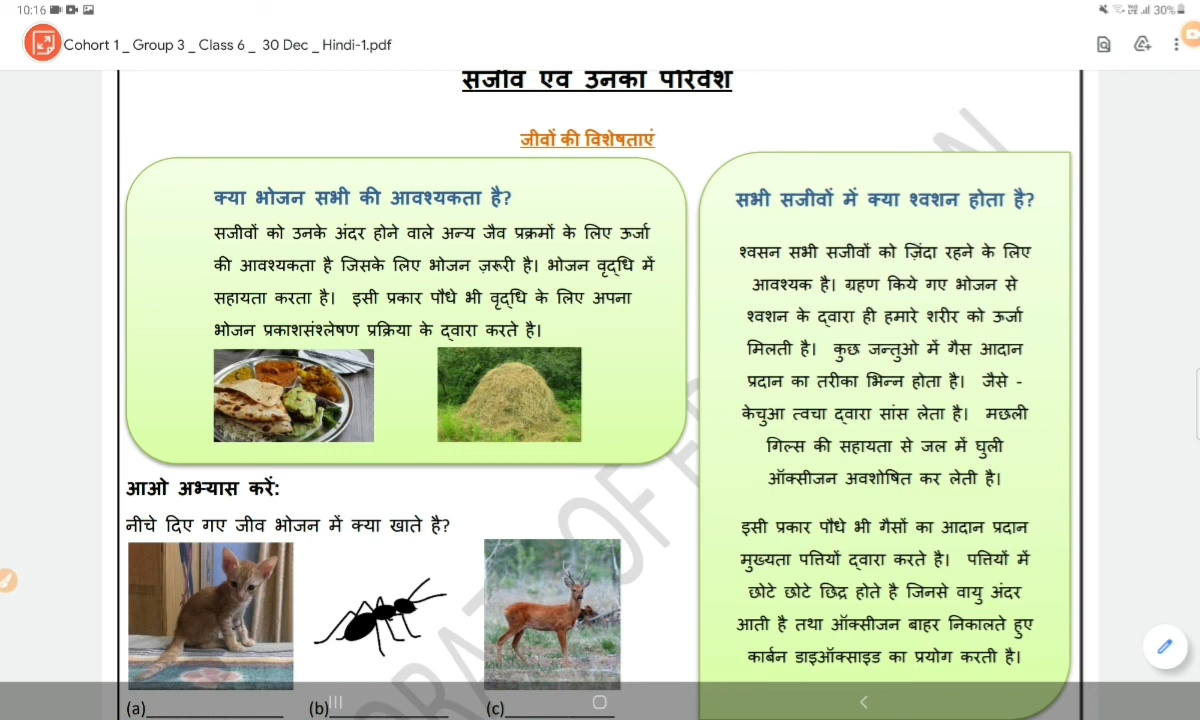 10:16
30%
Cohort 1 _ Group 3 _ Class 6 _ 30 Dec _ Hindi-1.pdf
सजीव एवं उनका परिवेश
जीवों की विशेषताएं
क्या भोजन सभी की आवश्यकता है?
सजीवों को उनके अंदर होने वाले अन्य जैव प्रक्रमों के लिए ऊर्जा
की आवश्यकता है जिसके लिए भोजन ज़रूरी है। भोजन वृद्धि में
सहायता करता है। इसी प्रकार पौधे भी वृद्धि के लिए अपना
भोजन प्रकाशसंश्लेषण प्रक्रिया के द्वारा करते है।
आओ अभ्यास करें:
नीचे दिए गए जीव भोजन में क्या खाते है?
(a)________________ (b)______________ (c)_____________
सभी सजीवों में क्या श्वशन होता है?
श्वसन सभी सजीवों को ज़िंदा रहने के लिए
आवश्यक है। ग्रहण किये गए भोजन से
श्वशन के द्वारा ही हमारे शरीर को ऊर्जा
मिलती है। कुछ जन्तुओ में गैस आदान
प्रदान का तरीका भिन्न होता है। जैसे -
केचुआ त्वचा द्वारा सांस लेता है। मछली
गिल्स की सहायता से जल में घुली
ऑक्सीजन अवशोषित कर लेती है।
इसी प्रकार पौधे भी गैसों का आदान प्रदान
मुख्यता पत्तियों द्वारा करते है। पत्तियों में
छोटे छोटे छिद्र होते है जिनसे वायु अंदर
आती है तथा ऑक्सीजन बाहर निकालते हुए
कार्बन डाइऑक्साइड का प्रयोग करती है।